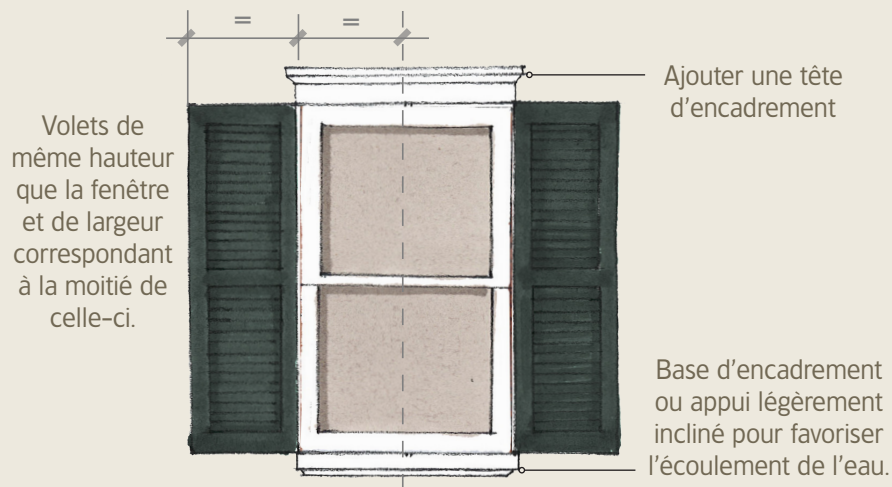 = =
Ajouter une tête
d'encadrement
Volets de
même hauteur
que la fenêtre
et de largeur
correspondant
à la moitié de
celle-ci.
Base d'encadrement
ou appui légèrement
incliné pour favoriser
l'écoulement de l'eau.